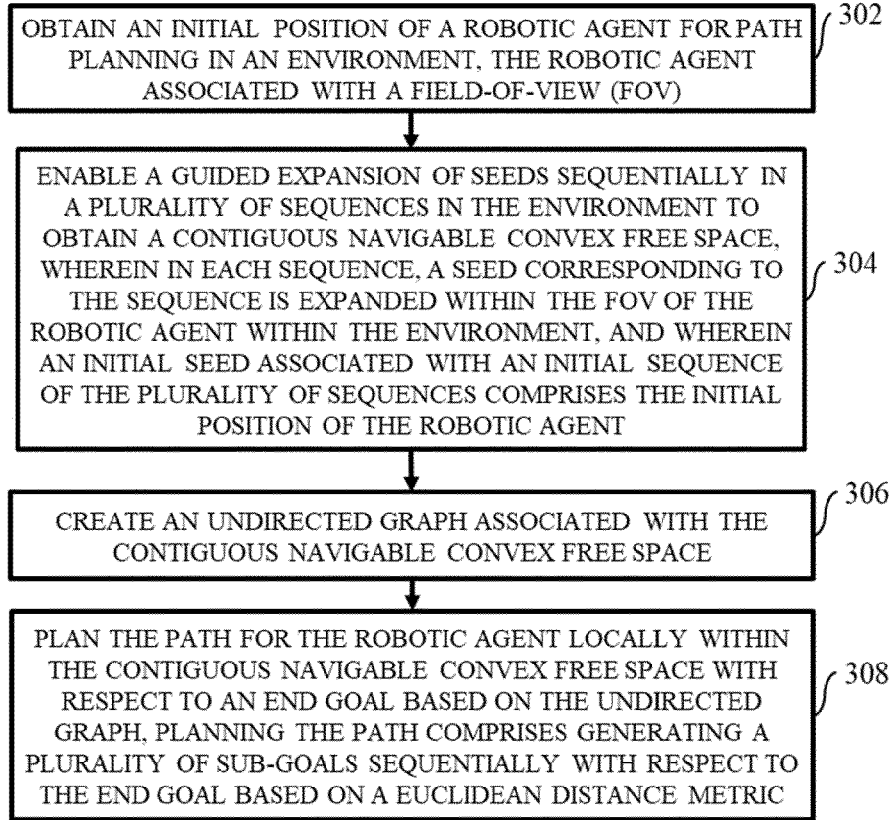 OBTAIN AN INITIAL POSITION OF A ROBOTIC AGENT FOR PATH
PLANNING IN AN ENVIRONMENT, THE ROBOTIC AGENT
ASSOCIATED WITH A FIELD-OF-VIEW (FOV)
302
ENABLE A GUIDED EXPANSION OF SEEDS SEQUENTIALLY IN
A PLURALITY OF SEQUENCES IN THE ENVIRONMENT TO
OBTAIN A CONTIGUOUS NAVIGABLE CONVEX FREE SPACE,
WHEREIN IN EACH SEQUENCE, A SEED CORRESPONDING TO
THE SEQUENCE IS EXPANDED WITHIN THE FOV OF THE
ROBOTIC AGENT WITHIN THE ENVIRONMENT, AND WHEREIN
AN INITIAL SEED ASSOCIATED WITH AN INITIAL SEQUENCE
OF THE PLURALITY OF SEQUENCES COMPRISES THE INITIAL
POSITION OF THE ROBOTIC AGENT
304
CREATE AN UNDIRECTED GRAPH ASSOCIATED WITH THE
CONTIGUOUS NAVIGABLE CONVEX FREE SPACE
306
PLAN THE PATH FOR THE ROBOTIC AGENT LOCALLY WITHIN
THE CONTIGUOUS NAVIGABLE CONVEX FREE SPACE WITH
RESPECT TO AN END GOAL BASED ON THE UNDIRECTED
GRAPH, PLANNING THE PATH COMPRISES GENERATING A
PLURALITY OF SUB-GOALS SEQUENTIALLY WITH RESPECT TO
THE END GOAL BASED ON A EUCLIDEAN DISTANCE METRIC
308